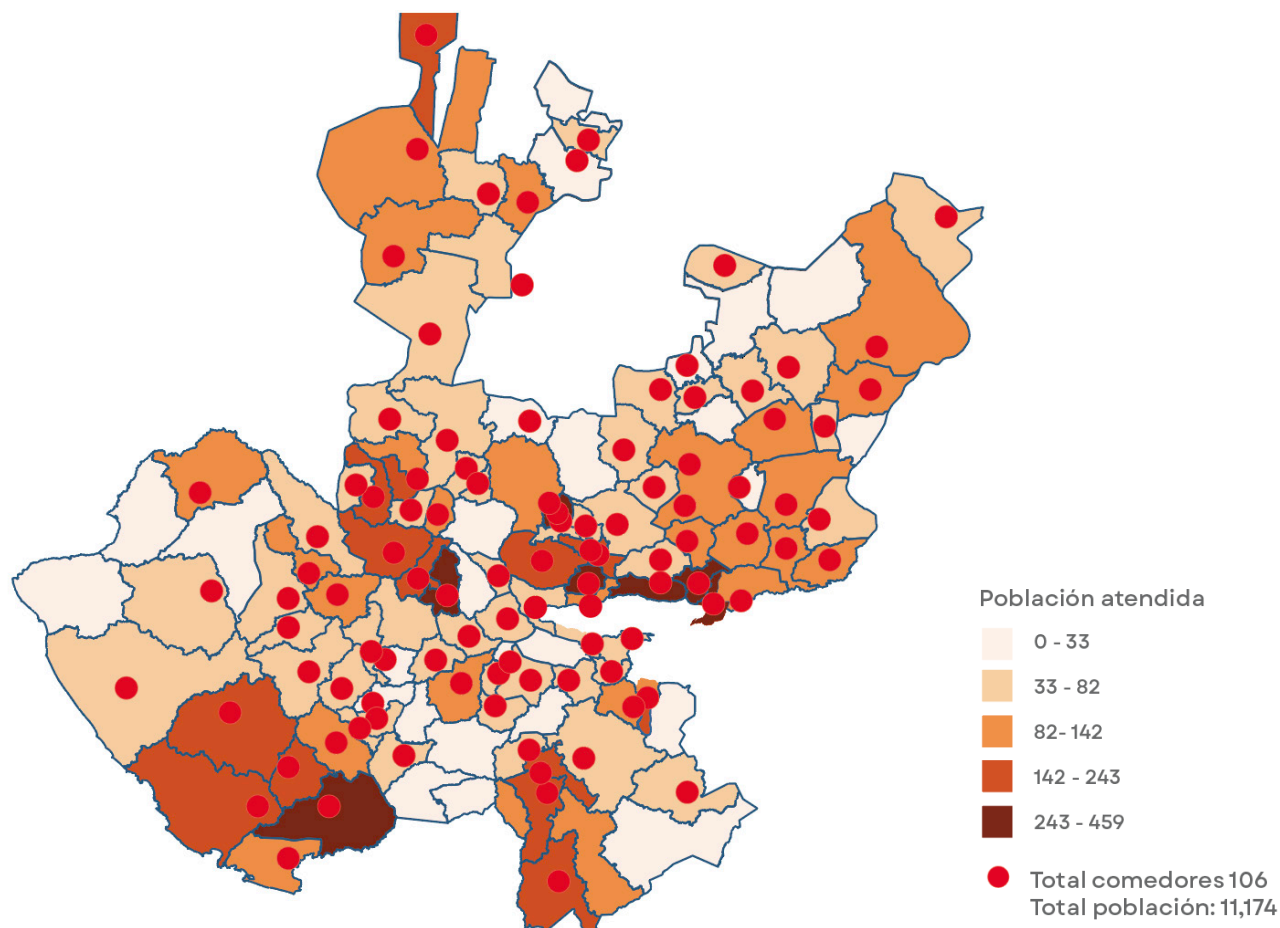 Población atendida
0 - 33
33 - 82
82- 142
142 - 243
243 - 459
Total comedores 106
Total población: 11,174